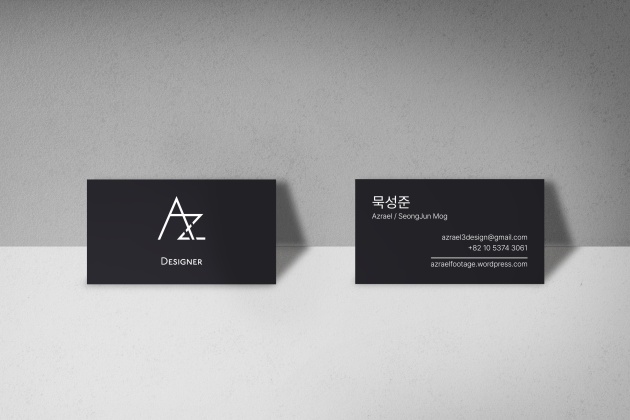 Az
DESIGNER
묵성준
Azrael / SeongJun Mog
azrael3design@gmail.com
+82 10 5374 3061
azraelfootage.wordpress.com